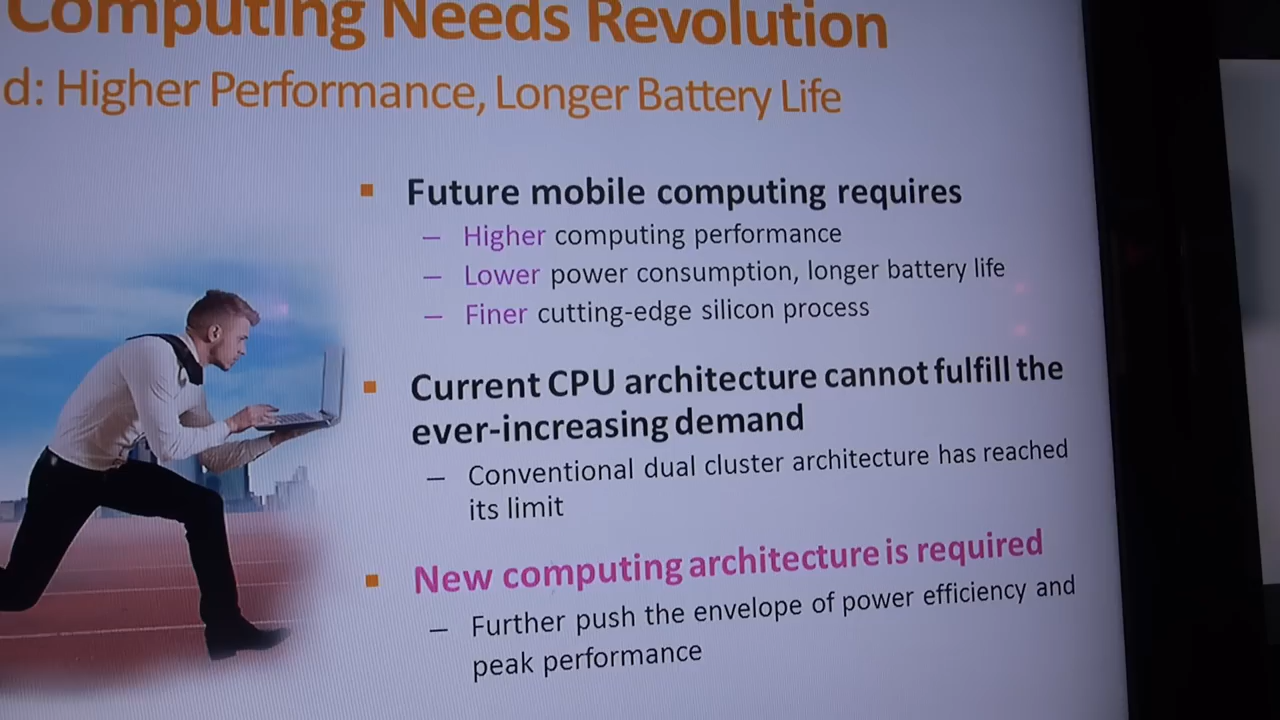 Computing Needs Revolution
d: Higher Performance, Longer Battery Life
▪ Future mobile computing requires
– Higher computing performance
– Lower power consumption, longer battery life
– Finer cutting-edge silicon process
▪ Current CPU architecture cannot fulfill the
ever-increasing demand
– Conventional dual cluster architecture has reached
its limit
▪ New computing architecture is required
– Further push the envelope of power efficiency and
peak performance